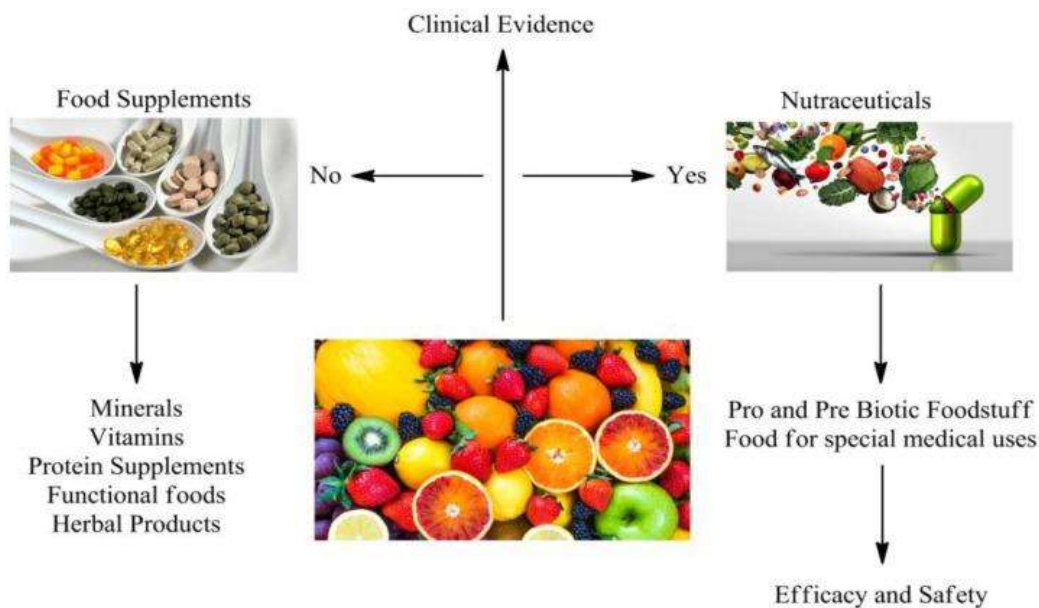 Clinical Evidence
Food Supplements
Nutraceuticals
No
Yes
Minerals
Vitamins
Protein Supplements
Functional foods
Herbal Products
Pro and Pre Biotic Foodstuff
Food for special medical uses
Efficacy and Safety